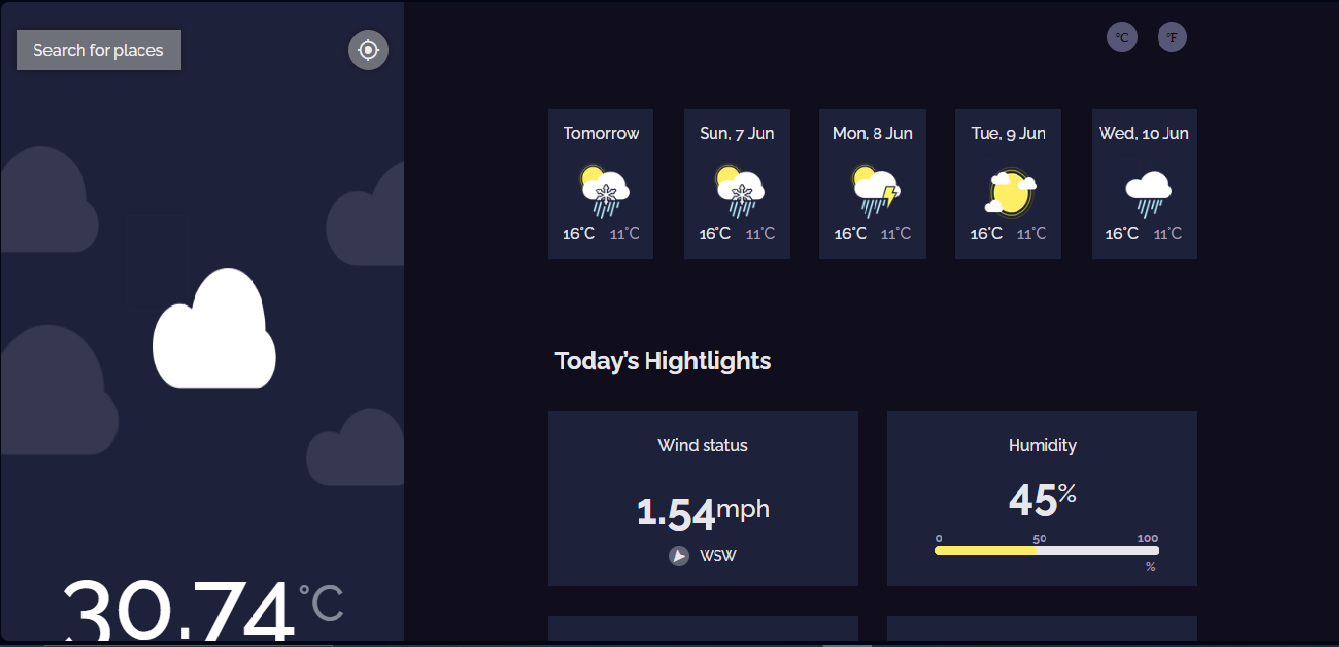 Search for places
°C °F
Tomorrow Sun, 7 Jun Mon, 8 Jun Tue, 9 Jun Wed, 10 Jun
16°C 11°C 16°C 11°C 16°C 11°C 16°C 11°C 16°C 11°C
Today's Hightlights
Wind status
1.54mph
WSW
Humidity
45%
0 50 100
%
30.74°C